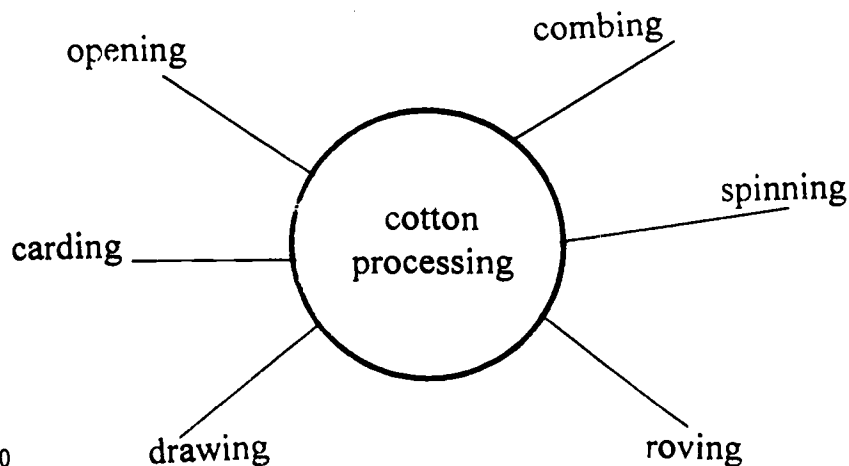 combing
opening
spinning
cotton
processing
carding
drawing
roving